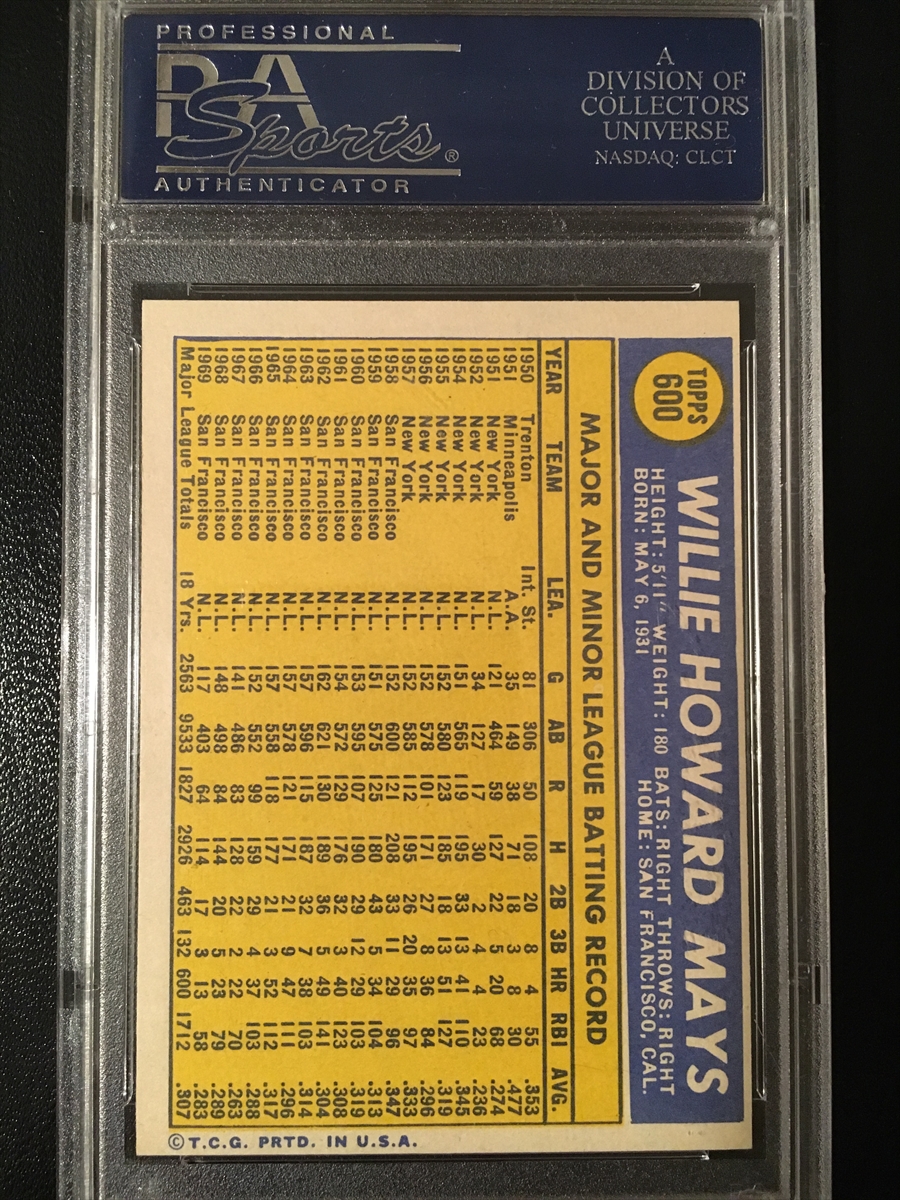 PROFESSIONAL
PSA
Sports®
AUTHENTICATOR
A
DIVISION OF
COLLECTORS
UNIVERSE
NASDAQ: CLCT
TOPPS
600
WILLIE HOWARD MAYS
HEIGHT: 5'11" WEIGHT: 180 BATS: RIGHT THROWS: RIGHT
BORN: MAY 6, 1931 HOME: SAN FRANCISCO, CAL.
MAJOR AND MINOR LEAGUE BATTING RECORD
YEAR TEAM LEA. G AB R H 2B 3B HR RBI AVG.
1950 Trenton Int. St. 81 306 50 108 20 8 4 55 .353
1951 Minneapolis A.A. 35 149 38 71 18 3 8 30 .477
1951 New York N.L. 121 464 59 127 22 5 20 68 .274
1952 New York N.L. 34 127 17 30 2 4 4 23 .236
1954 New York N.L. 151 565 119 195 33 13 41 110 .345
1955 New York N.L. 152 580 123 185 18 13 51 127 .319
1956 New York N.L. 152 578 101 171 27 8 36 84 .296
1957 New York N.L. 152 585 112 195 26 20 35 97 .333
1958 San Francisco N.L. 152 600 121 208 33 11 29 96 .347
1959 San Francisco N.L. 151 575 125 180 43 5 34 104 .313
1960 San Francisco N.L. 153 595 107 190 29 12 29 103 .319
1961 San Francisco N.L. 154 572 129 176 32 3 40 123 .308
1962 San Francisco N.L. 162 621 130 189 36 5 49 141 .304
1963 San Francisco N.L. 157 596 115 187 32 7 38 103 .314
1964 San Francisco N.L. 157 578 121 171 21 9 47 111 .296
1965 San Francisco N.L. 157 558 118 177 21 3 52 112 .317
1966 San Francisco N.L. 152 552 99 159 29 4 37 103 .288
1967 San Francisco N.L. 141 486 83 128 22 2 22 70 .263
1968 San Francisco N.L. 148 498 84 144 20 5 23 79 .289
1969 San Francisco N.L. 117 403 64 114 17 3 13 58 .283
Major League Totals 18 Yrs. 2563 9533 1827 2926 463 132 600 1712 .307
©T.C.G. PRTD. IN U.S.A.